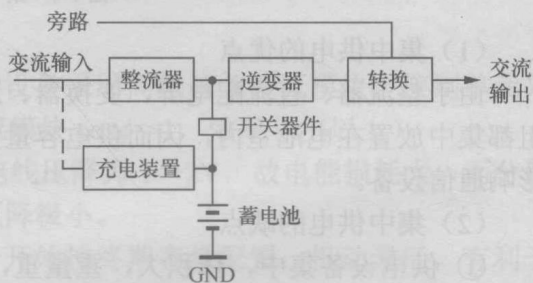 旁路
变流输入
整流器
逆变器
转换
交流
输出
开关器件
充电装置
蓄电池
GND